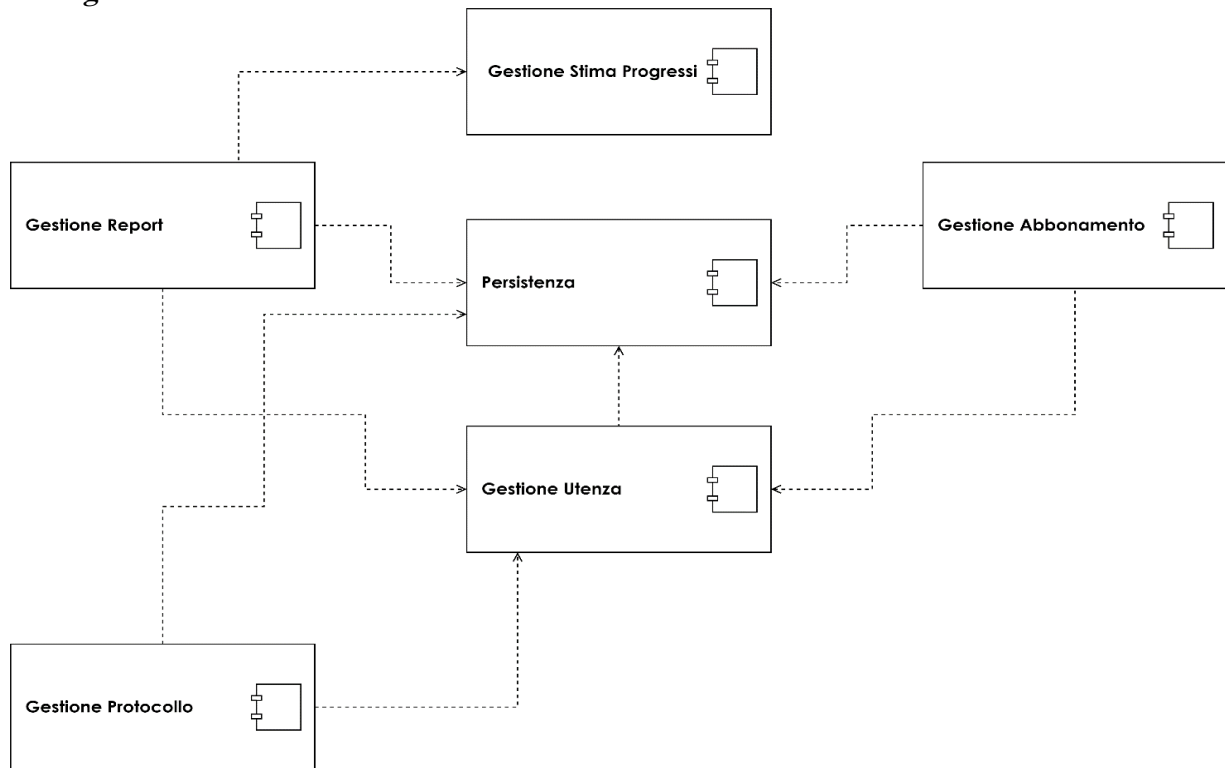 Gestione Stima Progressi
Gestione Report
Gestione Abbonamento
Persistenza
Gestione Utenza
Gestione Protocollo